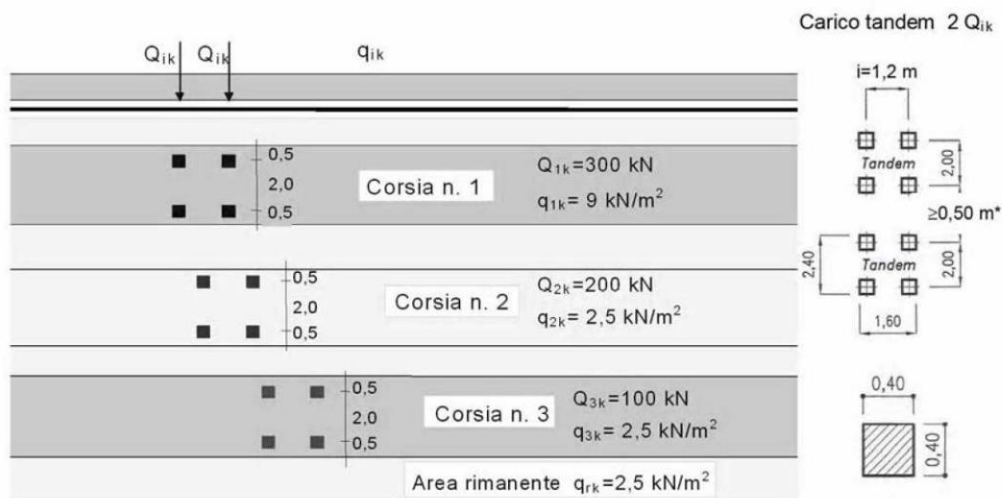 Carico tandem 2 Qik
Qik Qik qik
i=1,2 m
0,5
2,0
0,5
Corsia n. 1
Q1k=300 kN
q1k= 9 kN/m²
Tandem
2,00
≥0,50 m*
0,5
2,0
0,5
Corsia n. 2
Q2k=200 kN
q2k= 2,5 kN/m²
2,40
Tandem
2,00
1,60
0,5
2,0
0,5
Corsia n. 3
Q3k=100 kN
q3k= 2,5 kN/m²
0,40
0,40
Area rimanente qrk=2,5 kN/m²